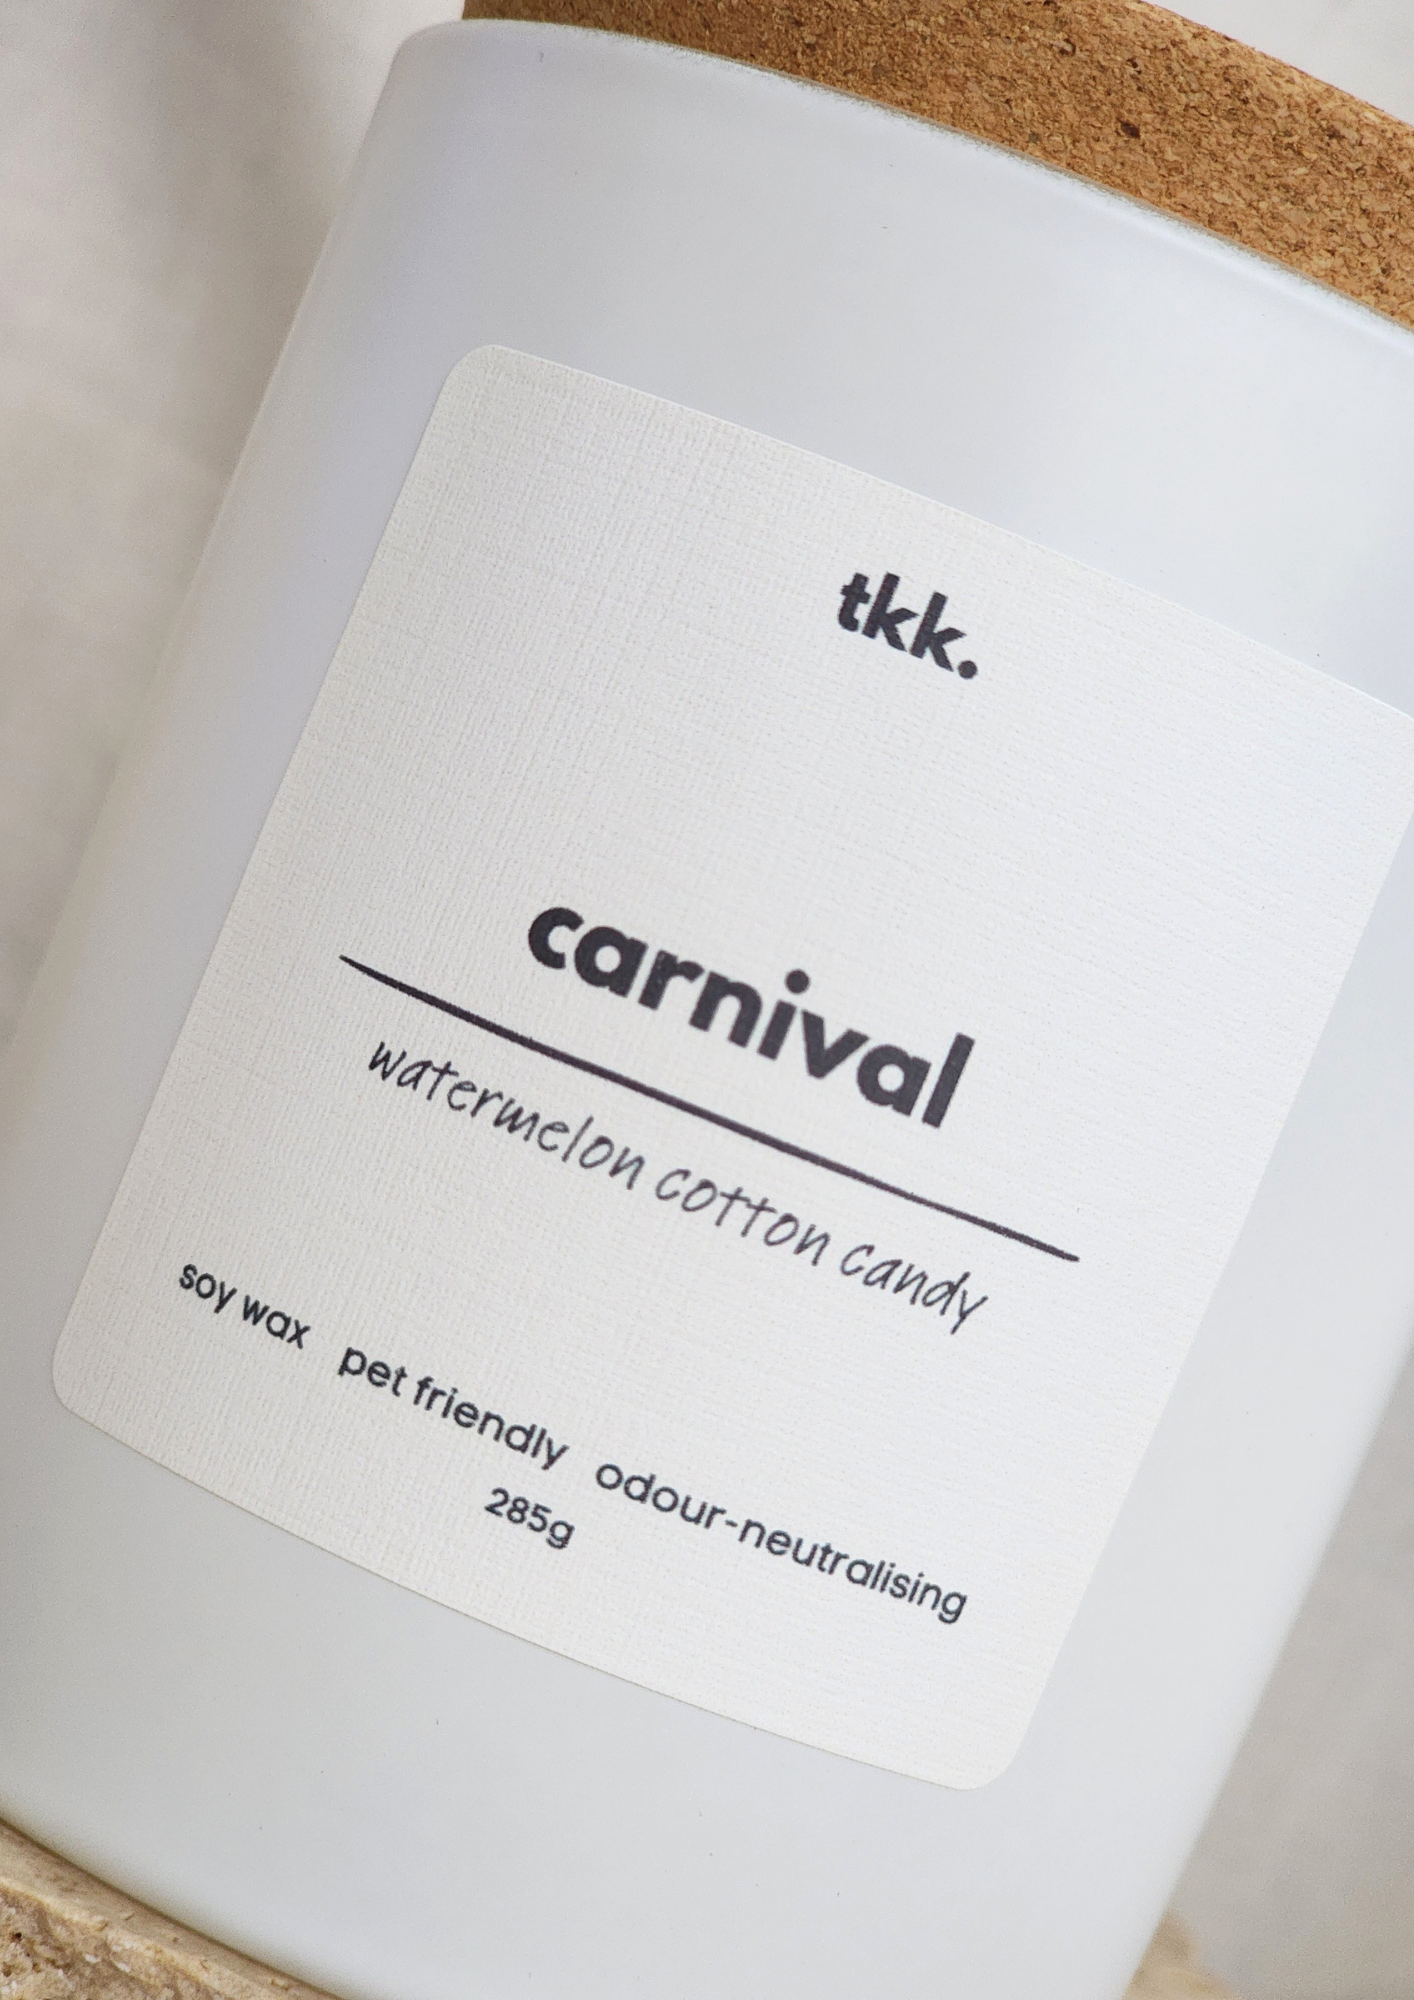 tkk.
carnival
watermelon cotton candy
soy wax pet friendly odour-neutralising
285g